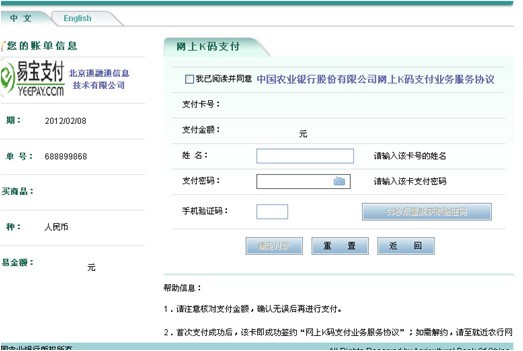 中 文
English
您的账单信息
网上K码支付
易宝支付
YEEPAY.COM
北京通融通信息
技术有限公司
我已阅读并同意 中国农业银行股份有限公司网上K码支付业务服务协议
支付卡号：
期： 2012/02/08
支付金额： 元
单 号： 688899868
姓 名： 请输入该卡号的姓名
买商品：
支付密码： 请输入该卡支付密码
种： 人民币
手机验证码： 秒后重新获取验证码
确定付款 重 置 返 回
易金额： 元
帮助信息：
1．请注意核对支付金额，确认无误后再进行支付。
2．首次支付成功后，该卡即成功签约“网上K码支付业务服务协议”；如需解约，请至就近农行网
国农业银行版权所有
All Rights Reserved by Agricultural Bank Of China